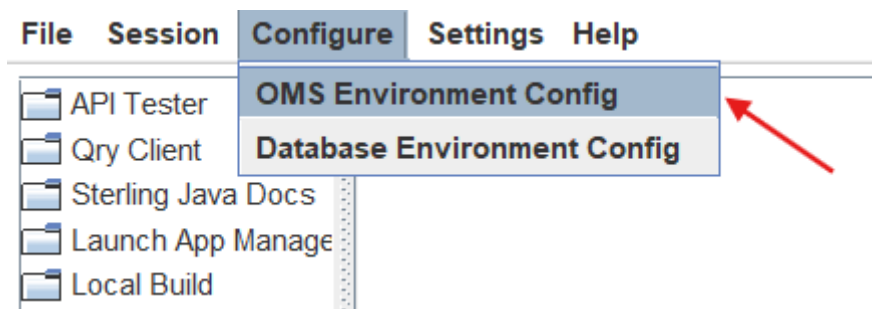 File Session Configure Settings Help
OMS Environment Config
Database Environment Config
API Tester
Qry Client
Sterling Java Docs
Launch App Manage
Local Build